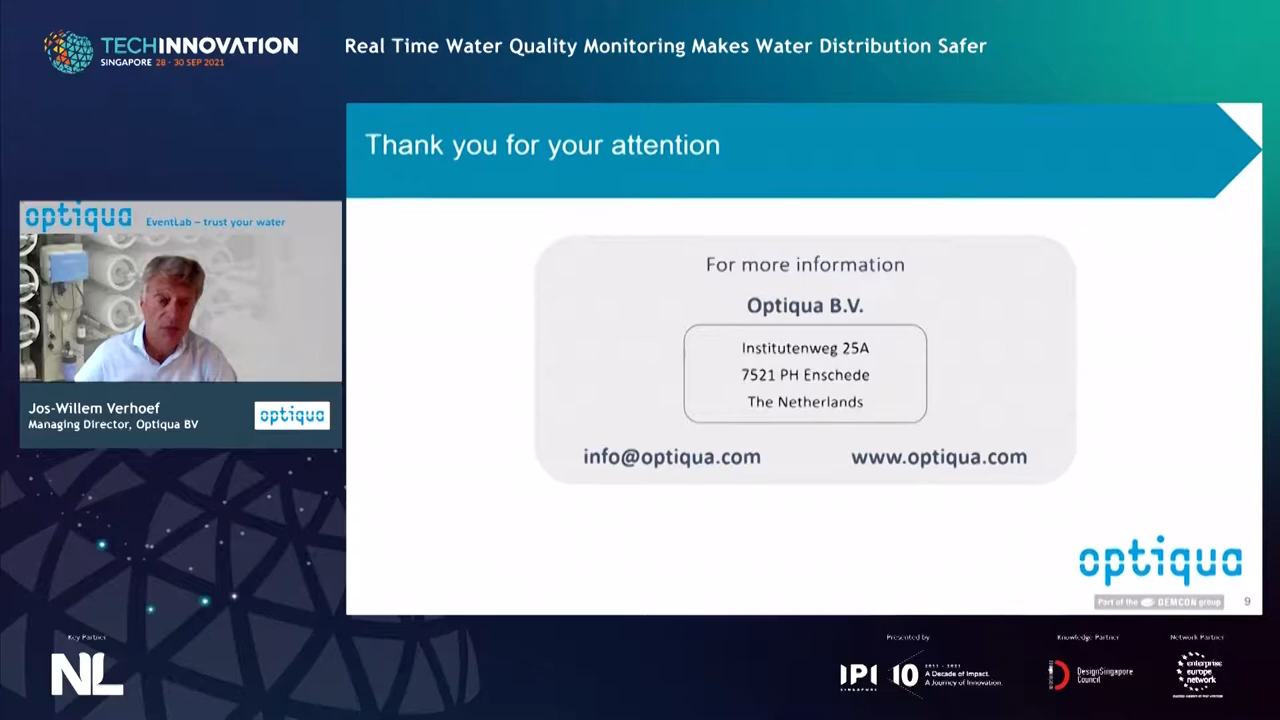 TECHINNOVATION
SINGAPORE 28 - 30 SEP 2021
Real Time Water Quality Monitoring Makes Water Distribution Safer
Thank you for your attention
optiqua EventLab – trust your water
For more information
Optiqua B.V.
Institutenweg 25A
7521 PH Enschede
The Netherlands
info@optiqua.com www.optiqua.com
Jos-Willem Verhoef
Managing Director, Optiqua BV
optiqua
optiqua
Part of the DEMCON group
9
Key Partner
NL
Presented by
IPI
SINGAPORE
10
2011 - 2021
A Decade of Impact.
A Journey of Innovation.
Knowledge Partner
DesignSingapore
Council
Network Partner
enterprise
europe
network